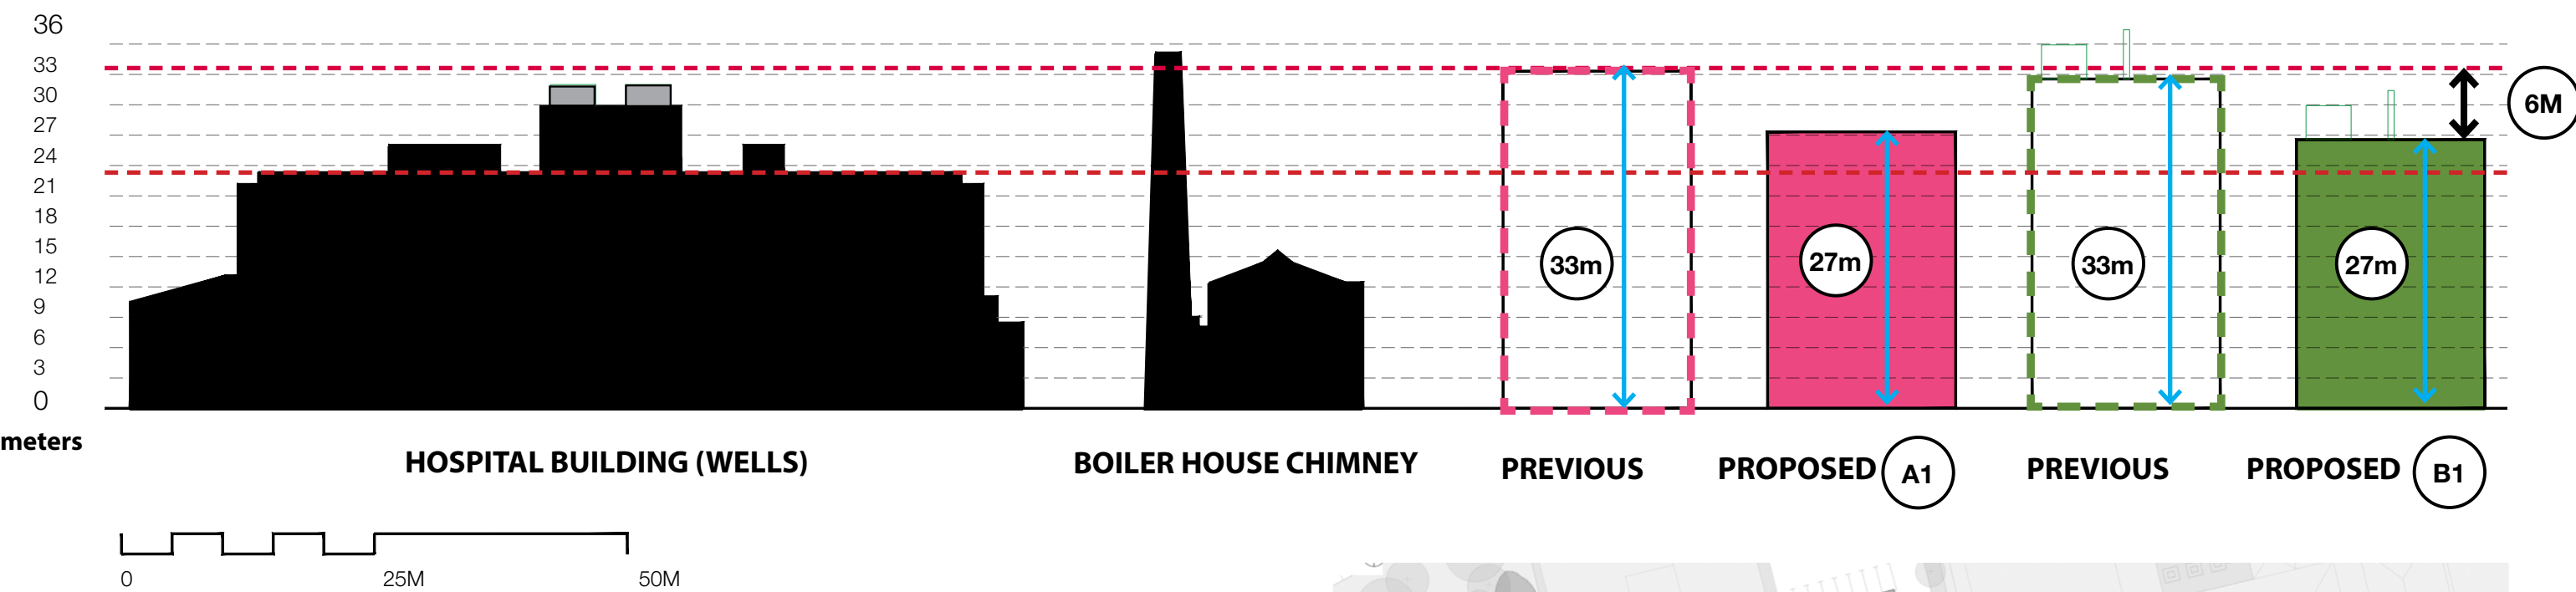 36
33
30
27
24
21
18
15
12
9
6
3
0
meters
6M
33m
27m
33m
27m
HOSPITAL BUILDING (WELLS)
BOILER HOUSE CHIMNEY
PREVIOUS
PROPOSED A1
PREVIOUS
PROPOSED B1
0 25M 50M